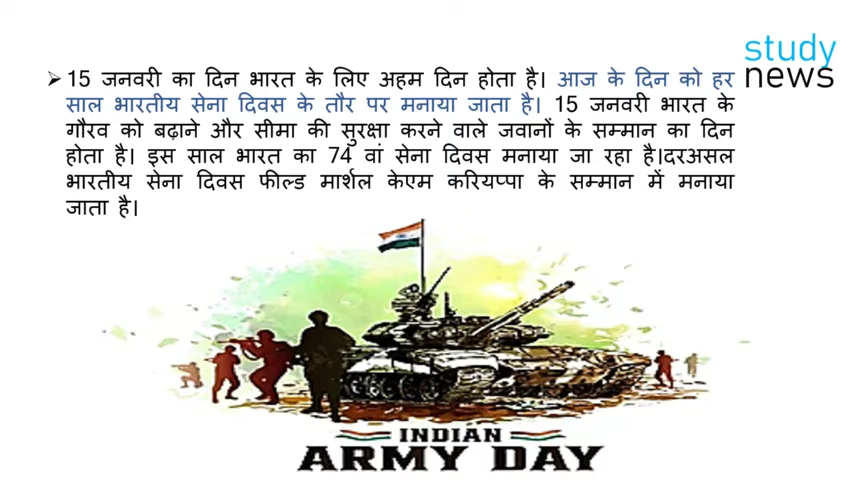 ➢ 15 जनवरी का दिन भारत के लिए अहम दिन होता है। आज के दिन को हर
साल भारतीय सेना दिवस के तौर पर मनाया जाता है। 15 जनवरी भारत के
गौरव को बढ़ाने और सीमा की सुरक्षा करने वाले जवानों के सम्मान का दिन
होता है। इस साल भारत का 74 वां सेना दिवस मनाया जा रहा है।दरअसल
भारतीय सेना दिवस फील्ड मार्शल केएम करियप्पा के सम्मान में मनाया
जाता है।
study
news
INDIAN
ARMY DAY